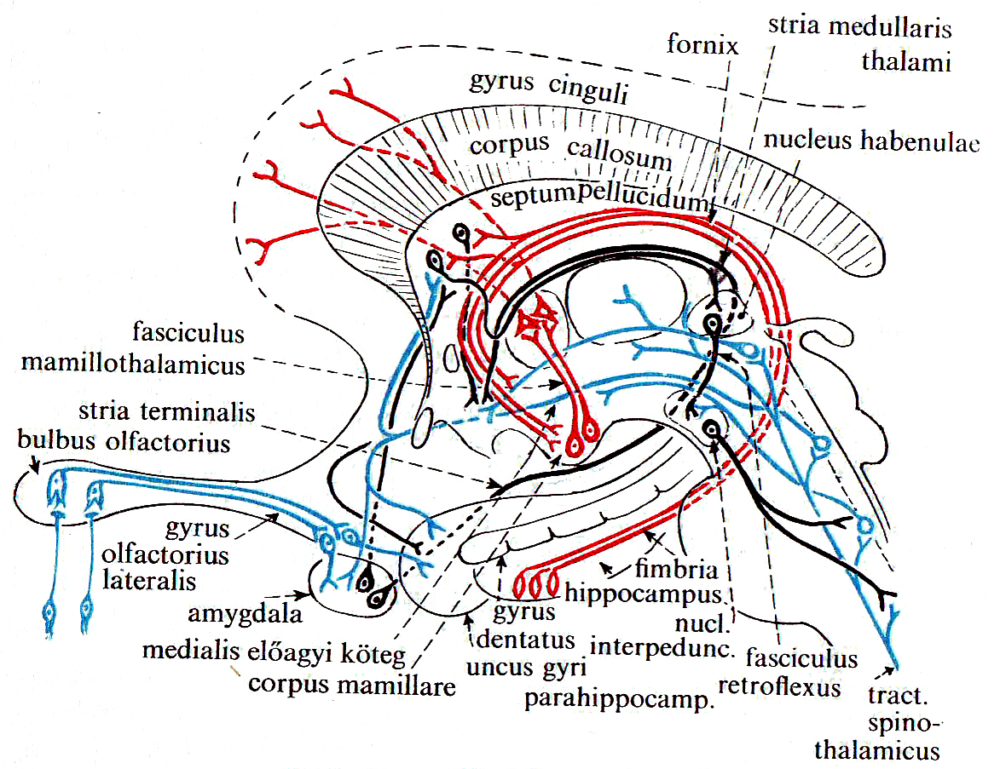 stria medullaris
thalami
fornix
gyrus cinguli
nucleus habenulae
corpus callosum
septum pellucidum
fasciculus
mamillothalamicus
stria terminalis
bulbus olfactorius
gyrus
olfactorius
lateralis
amygdala
medialis előagyi köteg
corpus mamillare
fimbria
hippocampus
gyrus
dentatus
uncus gyri
parahippocamp.
nucl.
interpedunc.
fasciculus
retroflexus
tract.
spino-
thalamicus